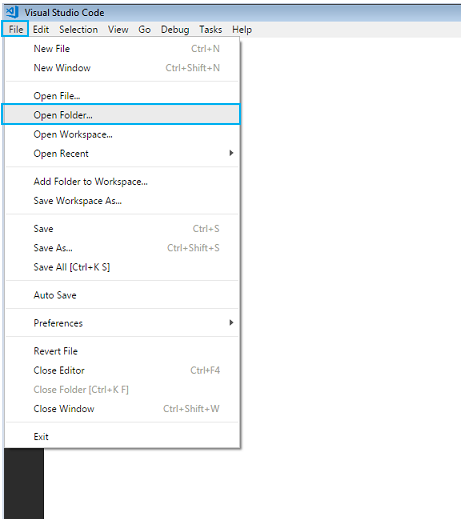 Visual Studio Code
File Edit Selection View Go Debug Tasks Help
New File Ctrl+N
New Window Ctrl+Shift+N
Open File...
Open Folder...
Open Workspace...
Open Recent
Add Folder to Workspace...
Save Workspace As...
Save Ctrl+S
Save As... Ctrl+Shift+S
Save All [Ctrl+K S]
Auto Save
Preferences
Revert File
Close Editor Ctrl+F4
Close Folder [Ctrl+K F]
Close Window Ctrl+Shift+W
Exit